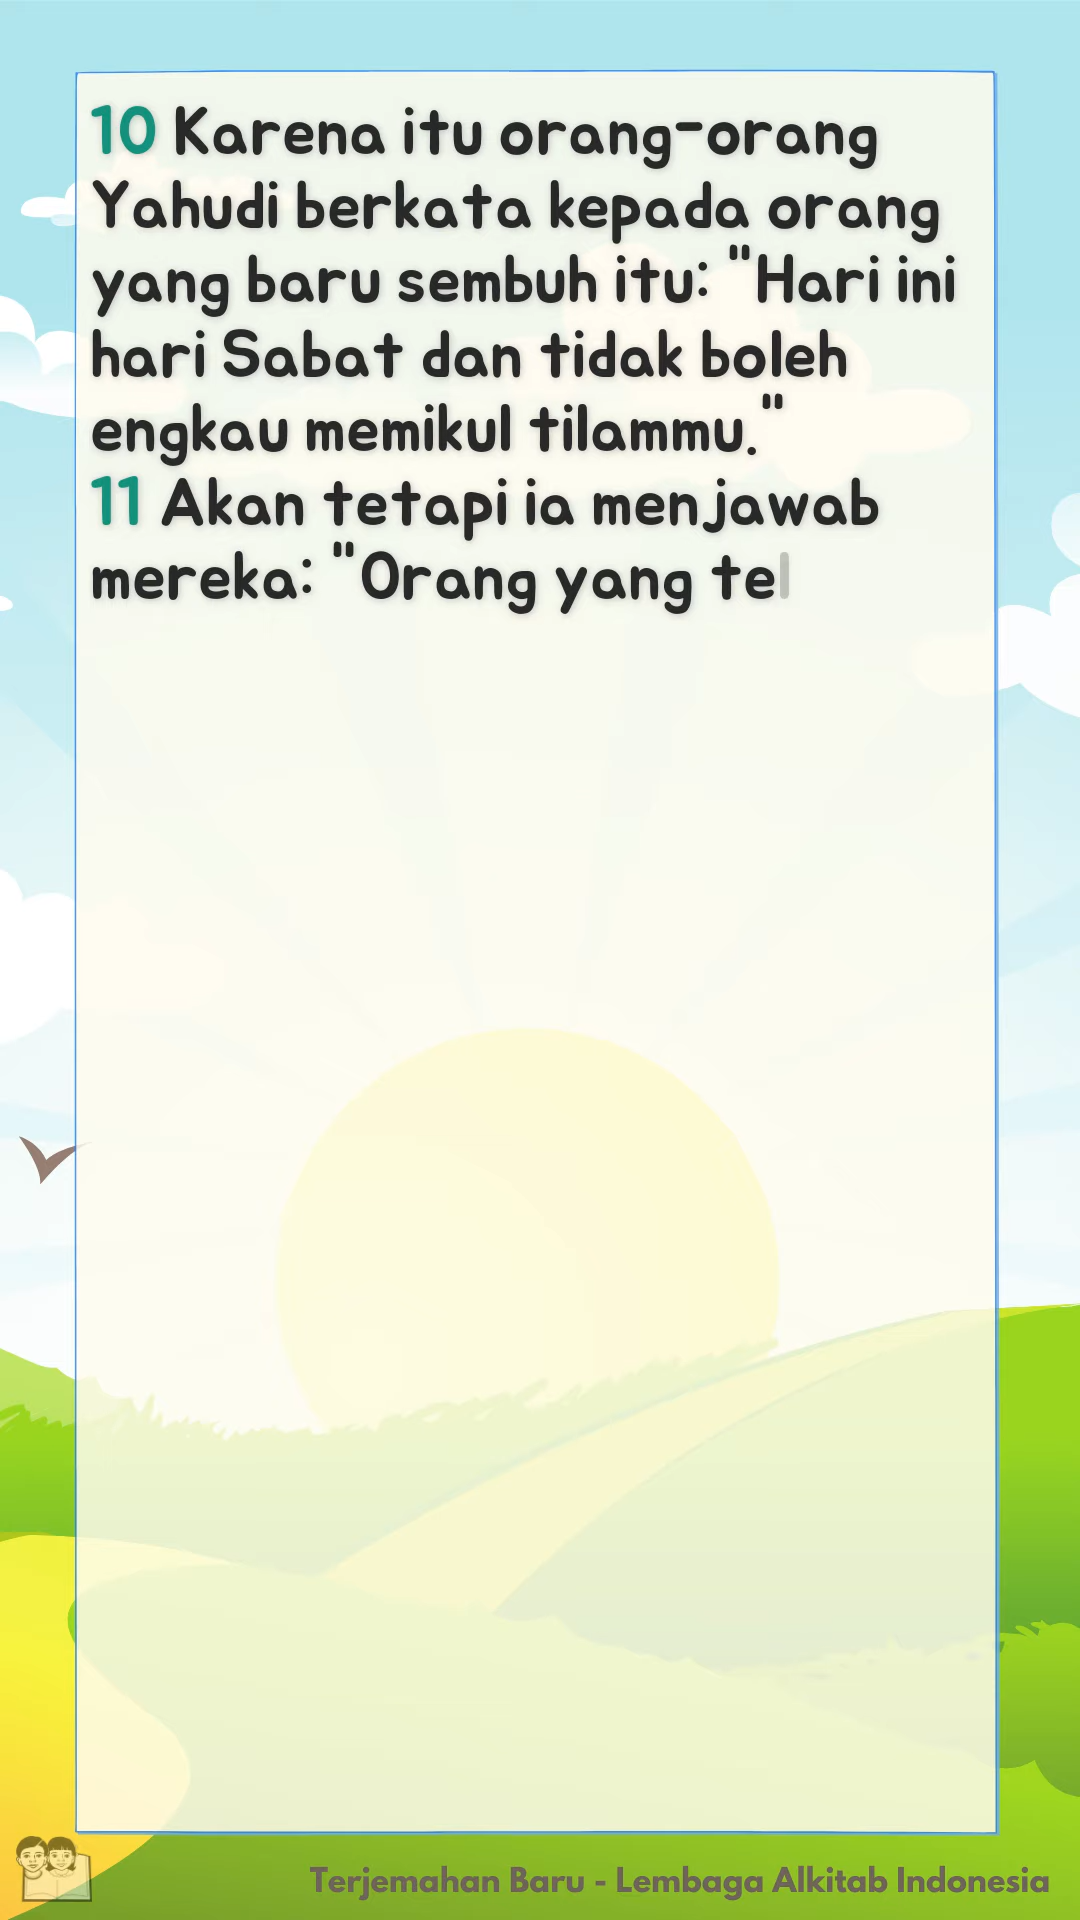 10 Karena itu orang-orang
Yahudi berkata kepada orang
yang baru sembuh itu: "Hari ini
hari Sabat dan tidak boleh
engkau memikul tilammu."
11 Akan tetapi ia menjawab
mereka: "Orang yang tel
Terjemahan Baru - Lembaga Alkitab Indonesia